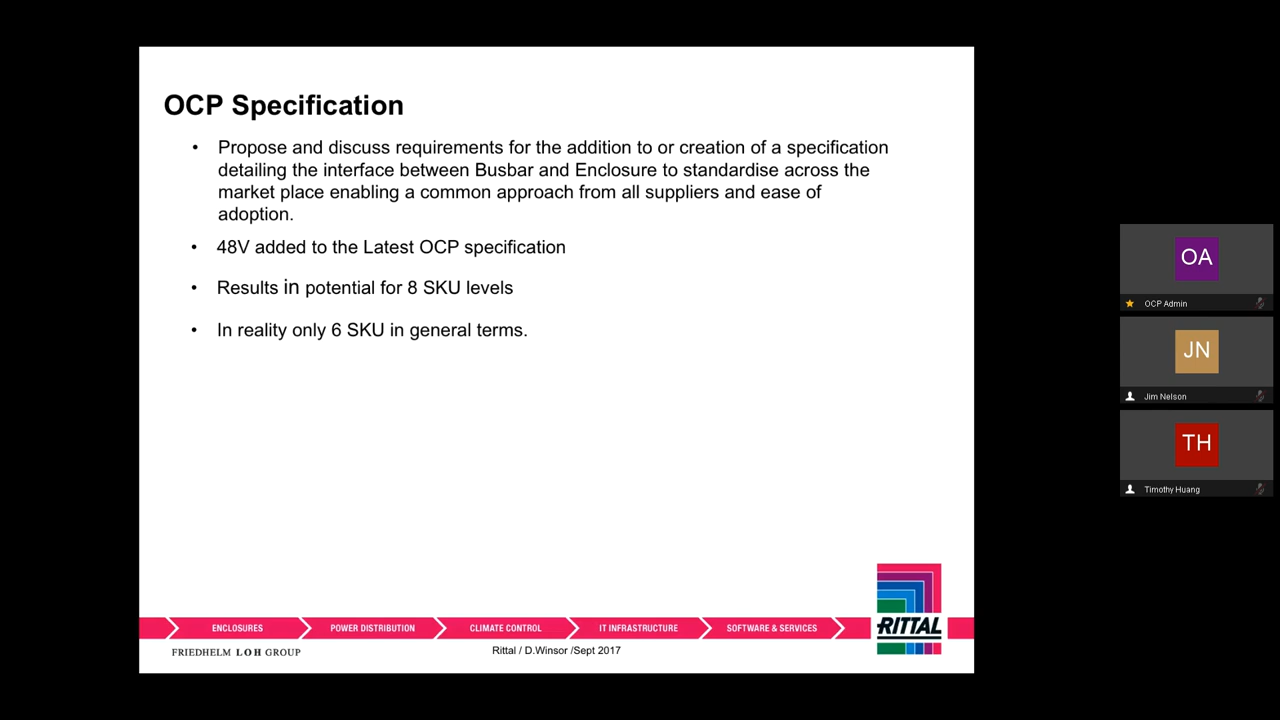 OCP Specification
• Propose and discuss requirements for the addition to or creation of a specification
detailing the interface between Busbar and Enclosure to standardise across the
market place enabling a common approach from all suppliers and ease of
adoption.
• 48V added to the Latest OCP specification
• Results in potential for 8 SKU levels
• In reality only 6 SKU in general terms.
ENCLOSURES
POWER DISTRIBUTION
CLIMATE CONTROL
IT INFRASTRUCTURE
SOFTWARE & SERVICES
RITTAL
FRIEDHELM LOH GROUP
Rittal / D.Winsor /Sept 2017
OA
OCP Admin
JN
Jim Nelson
TH
Timothy Huang